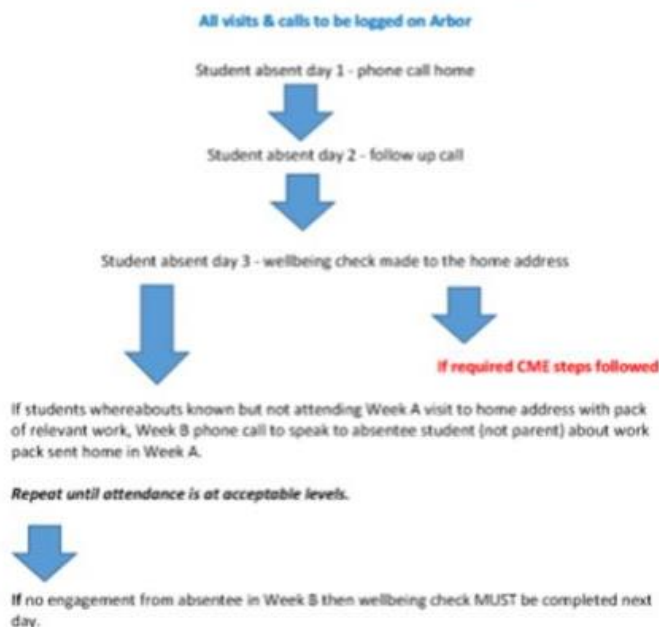 All visits & calls to be logged on Arbor
Student absent day 1 - phone call home
Student absent day 2 - follow up call
Student absent day 3 - wellbeing check made to the home address
If required CME steps followed
If students whereabouts known but not attending Week A visit to home address with pack
of relevant work, Week B phone call to speak to absentee student (not parent) about work
pack sent home in Week A.
Repeat until attendance is at acceptable levels.
If no engagement from absentee in Week B then wellbeing check MUST be completed next
day.